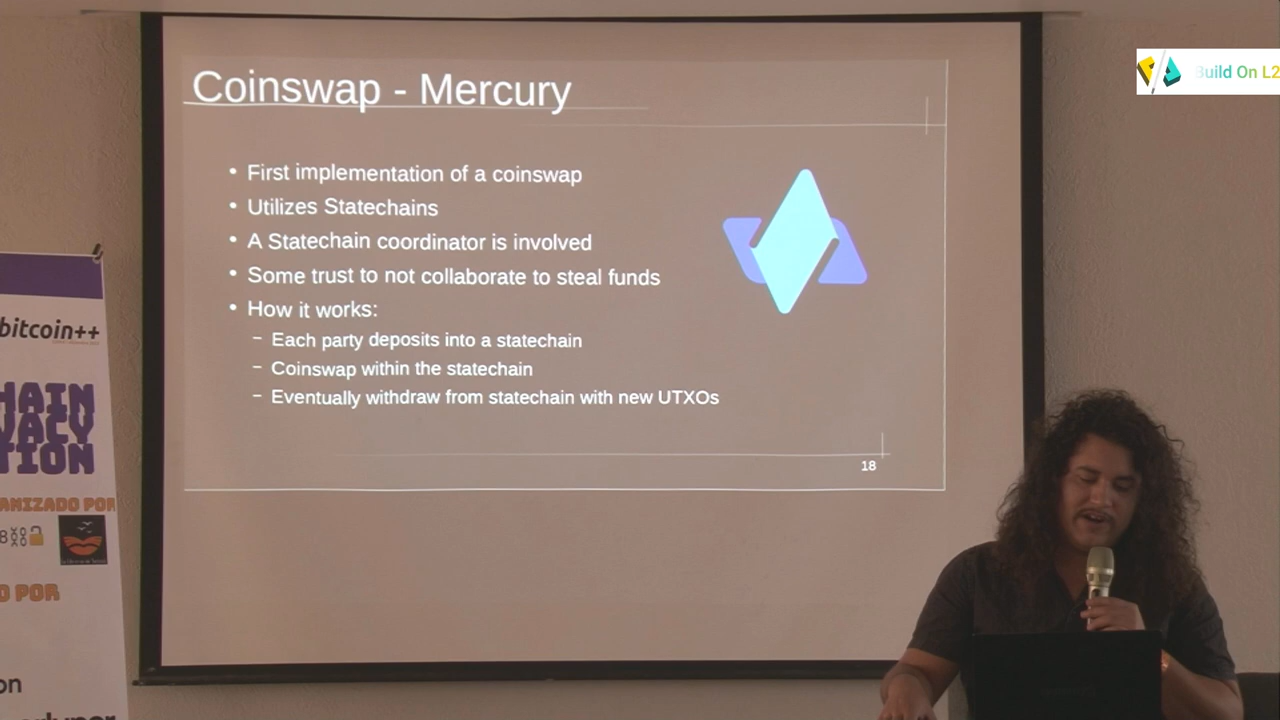 Coinswap - Mercury
• First implementation of a coinswap
• Utilizes Statechains
• A Statechain coordinator is involved
• Some trust to not collaborate to steal funds
• How it works:
– Each party deposits into a statechain
– Coinswap within the statechain
– Eventually withdraw from statechain with new UTXOs
18
Build On L2
bitcoin++
HAIN
VACY
TION
ANIZADO POR
O POR
on